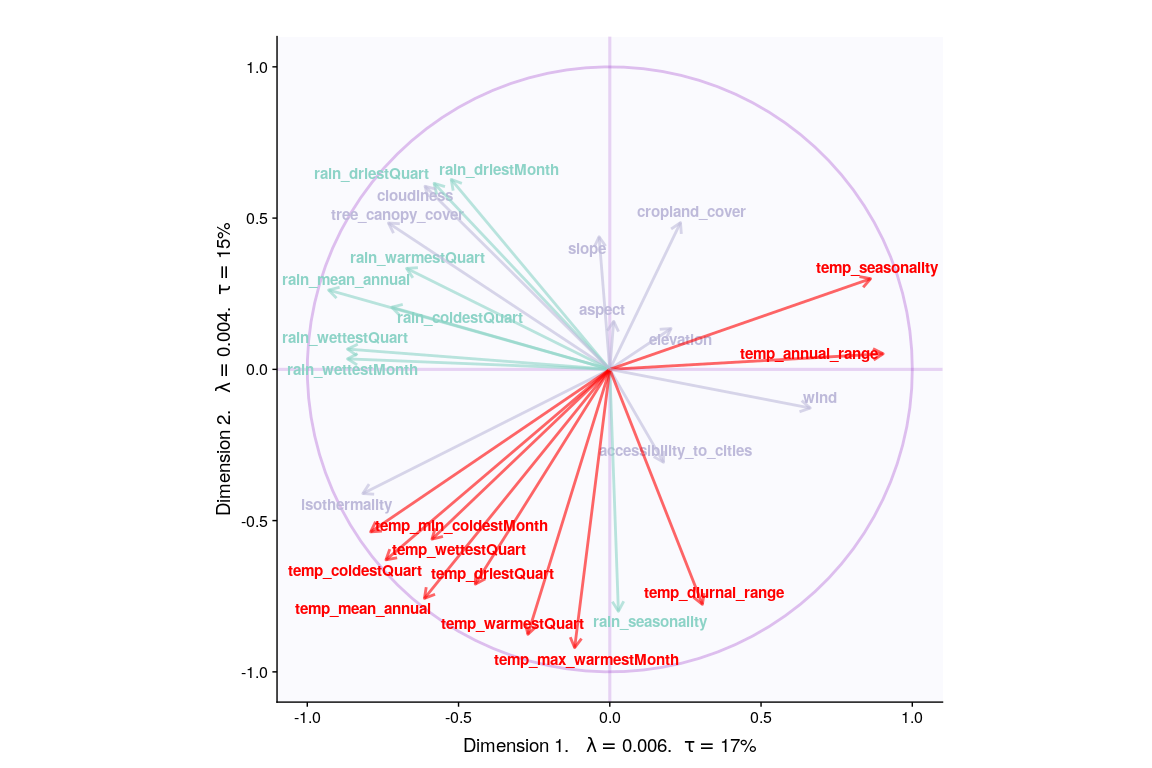 1.0
0.5
0.0
-0.5
-1.0
Dimension 2. λ = 0.004. τ = 15%
rain_driestQuart
rain_driestMonth
cloudiness
tree_canopy_cover
cropland_cover
slope
rain_warmestQuart
temp_seasonality
rain_mean_annual
aspect
rain_coldestQuart
rain_wettestQuart
elevation
temp_annual_range
rain_wettestMonth
wind
accessibility_to_cities
isothermality
temp_min_coldestMonth
temp_wettestQuart
temp_coldestQuart
temp_driestQuart
temp_diurnal_range
temp_mean_annual
temp_warmestQuart
rain_seasonality
temp_max_warmestMonth
-1.0
-0.5
0.0
0.5
1.0
Dimension 1. λ = 0.006. τ = 17%